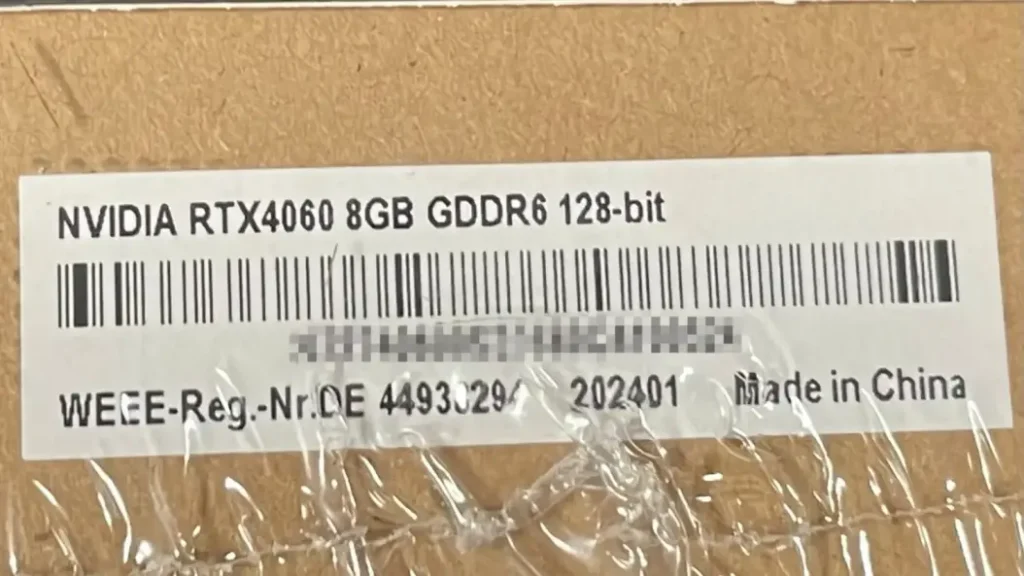 NVIDIA RTX4060 8GB GDDR6 128-bit
WEEE-Reg.-Nr.DE 202401 Made in China